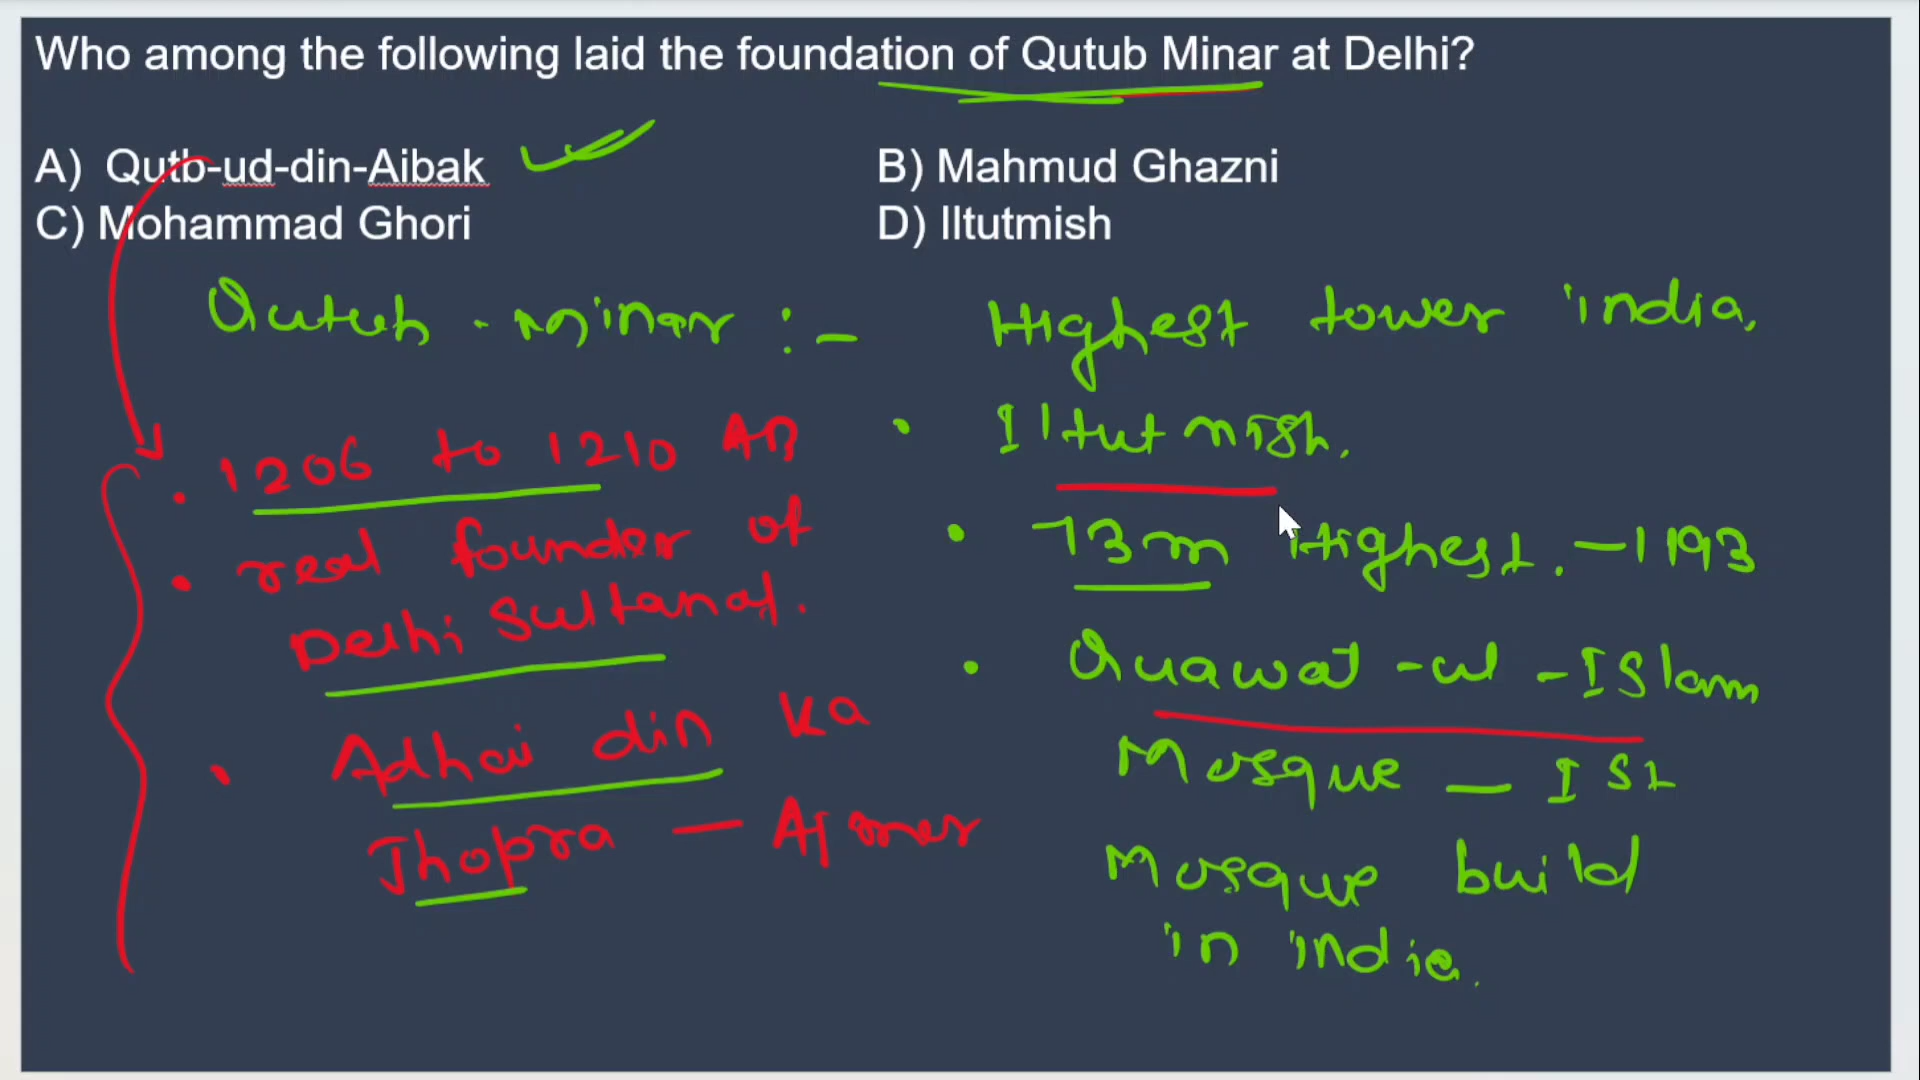 Who among the following laid the foundation of Qutub Minar at Delhi?
A) Qutb-ud-din-Aibak
B) Mahmud Ghazni
C) Mohammad Ghori
D) Iltutmish
Qutub - minar :- Highest tower india.
• 1206 to 1210 AD
• real founder of
Delhi Sultanat.
• Adhai din ka
Jhopra — Ajmer
• Iltutmish.
• 73m Highest. - 1193
• Quawat-ul-Islam
Mosque — Ist
Mosque build
in india.